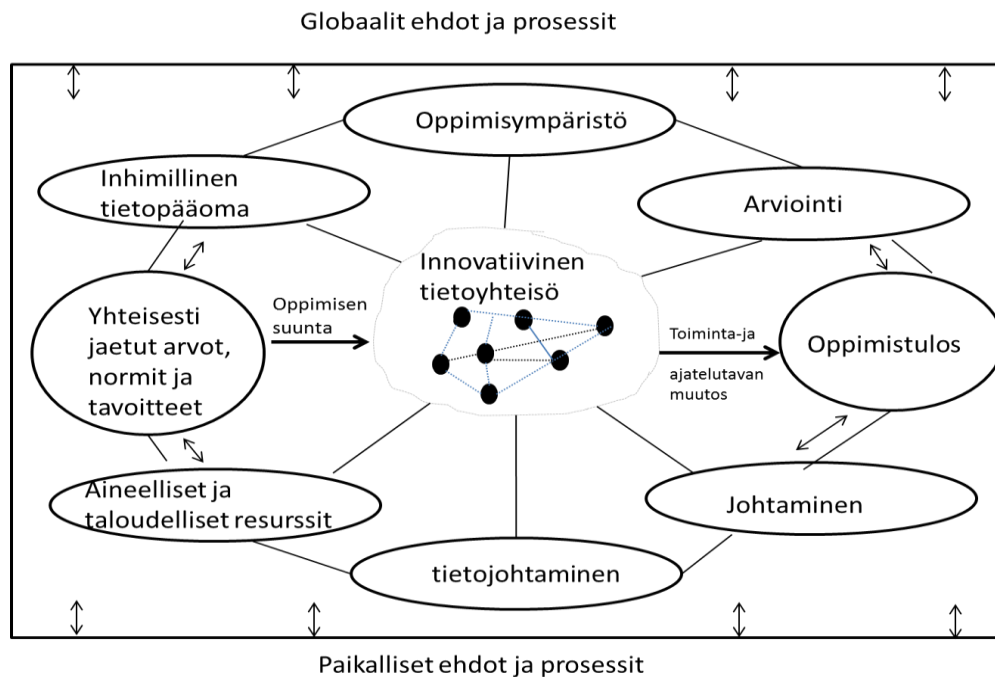 Globaalit ehdot ja prosessit
Oppimisympäristö
Inhimillinen
tietopääoma
Arviointi
Innovatiivinen
tietoyhteisö
Yhteisesti
jaetut arvot,
normit ja
tavoitteet
Oppimisen
suunta
Toiminta-ja
ajatelutavan
muutos
Oppimistulos
Aineelliset ja
taloudelliset resurssit
Johtaminen
tietojohtaminen
Paikalliset ehdot ja prosessit